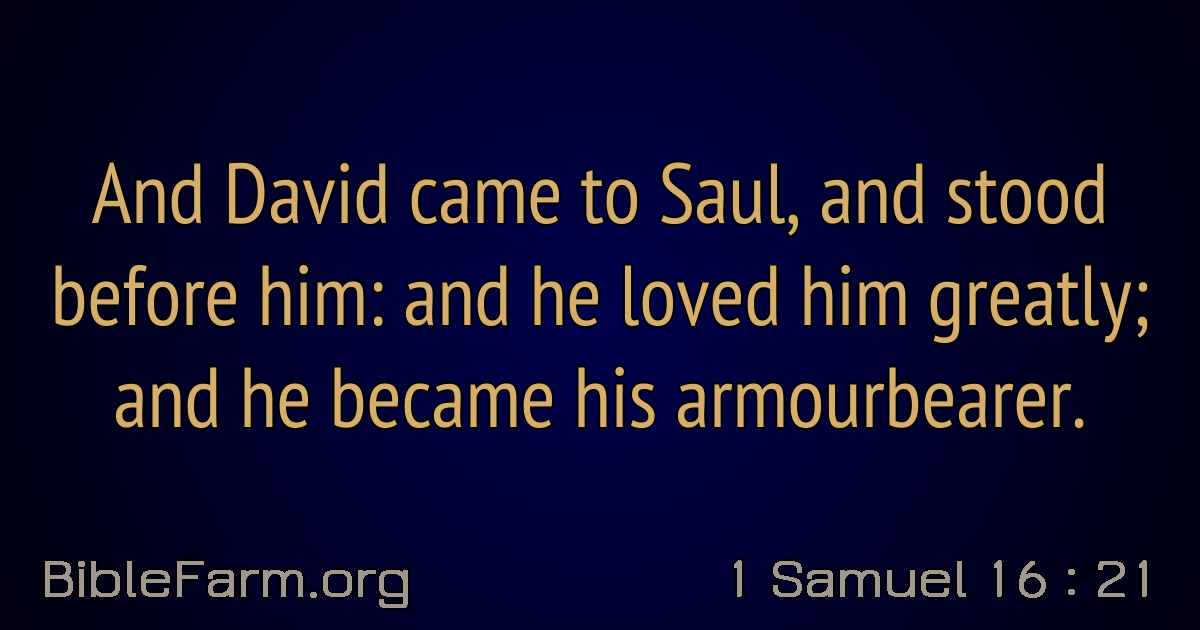 And David came to Saul, and stood
before him: and he loved him greatly;
and he became his armourbearer.
BibleFarm.org
1 Samuel 16 : 21